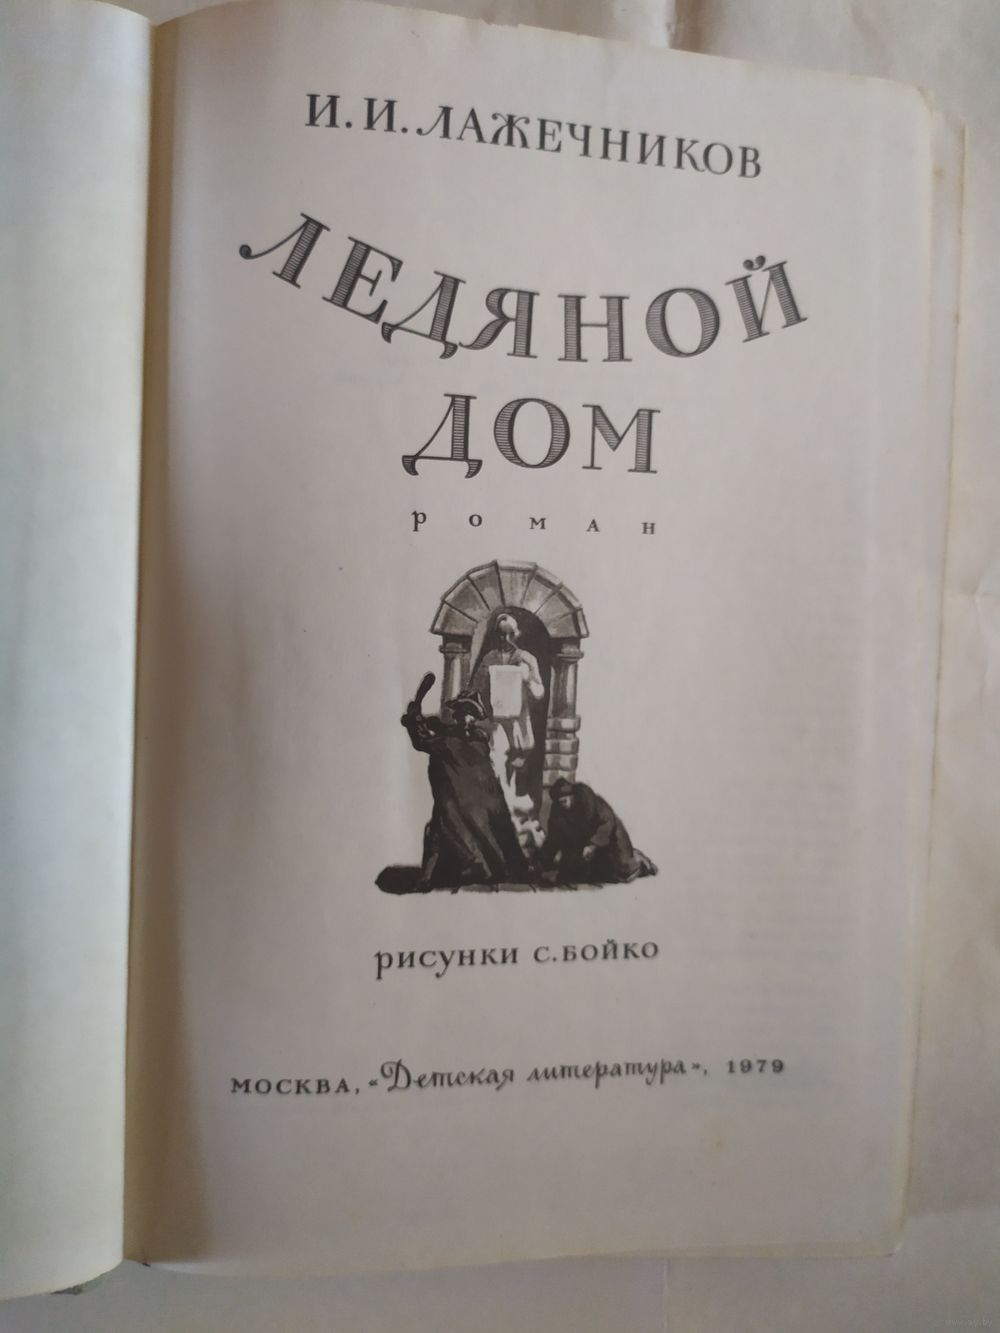 И. И. ЛАЖЕЧНИКОВ
ЛЕДЯНОЙ
ДОМ
роман
рисунки С. БОЙКО
МОСКВА, «Детская литература», 1979